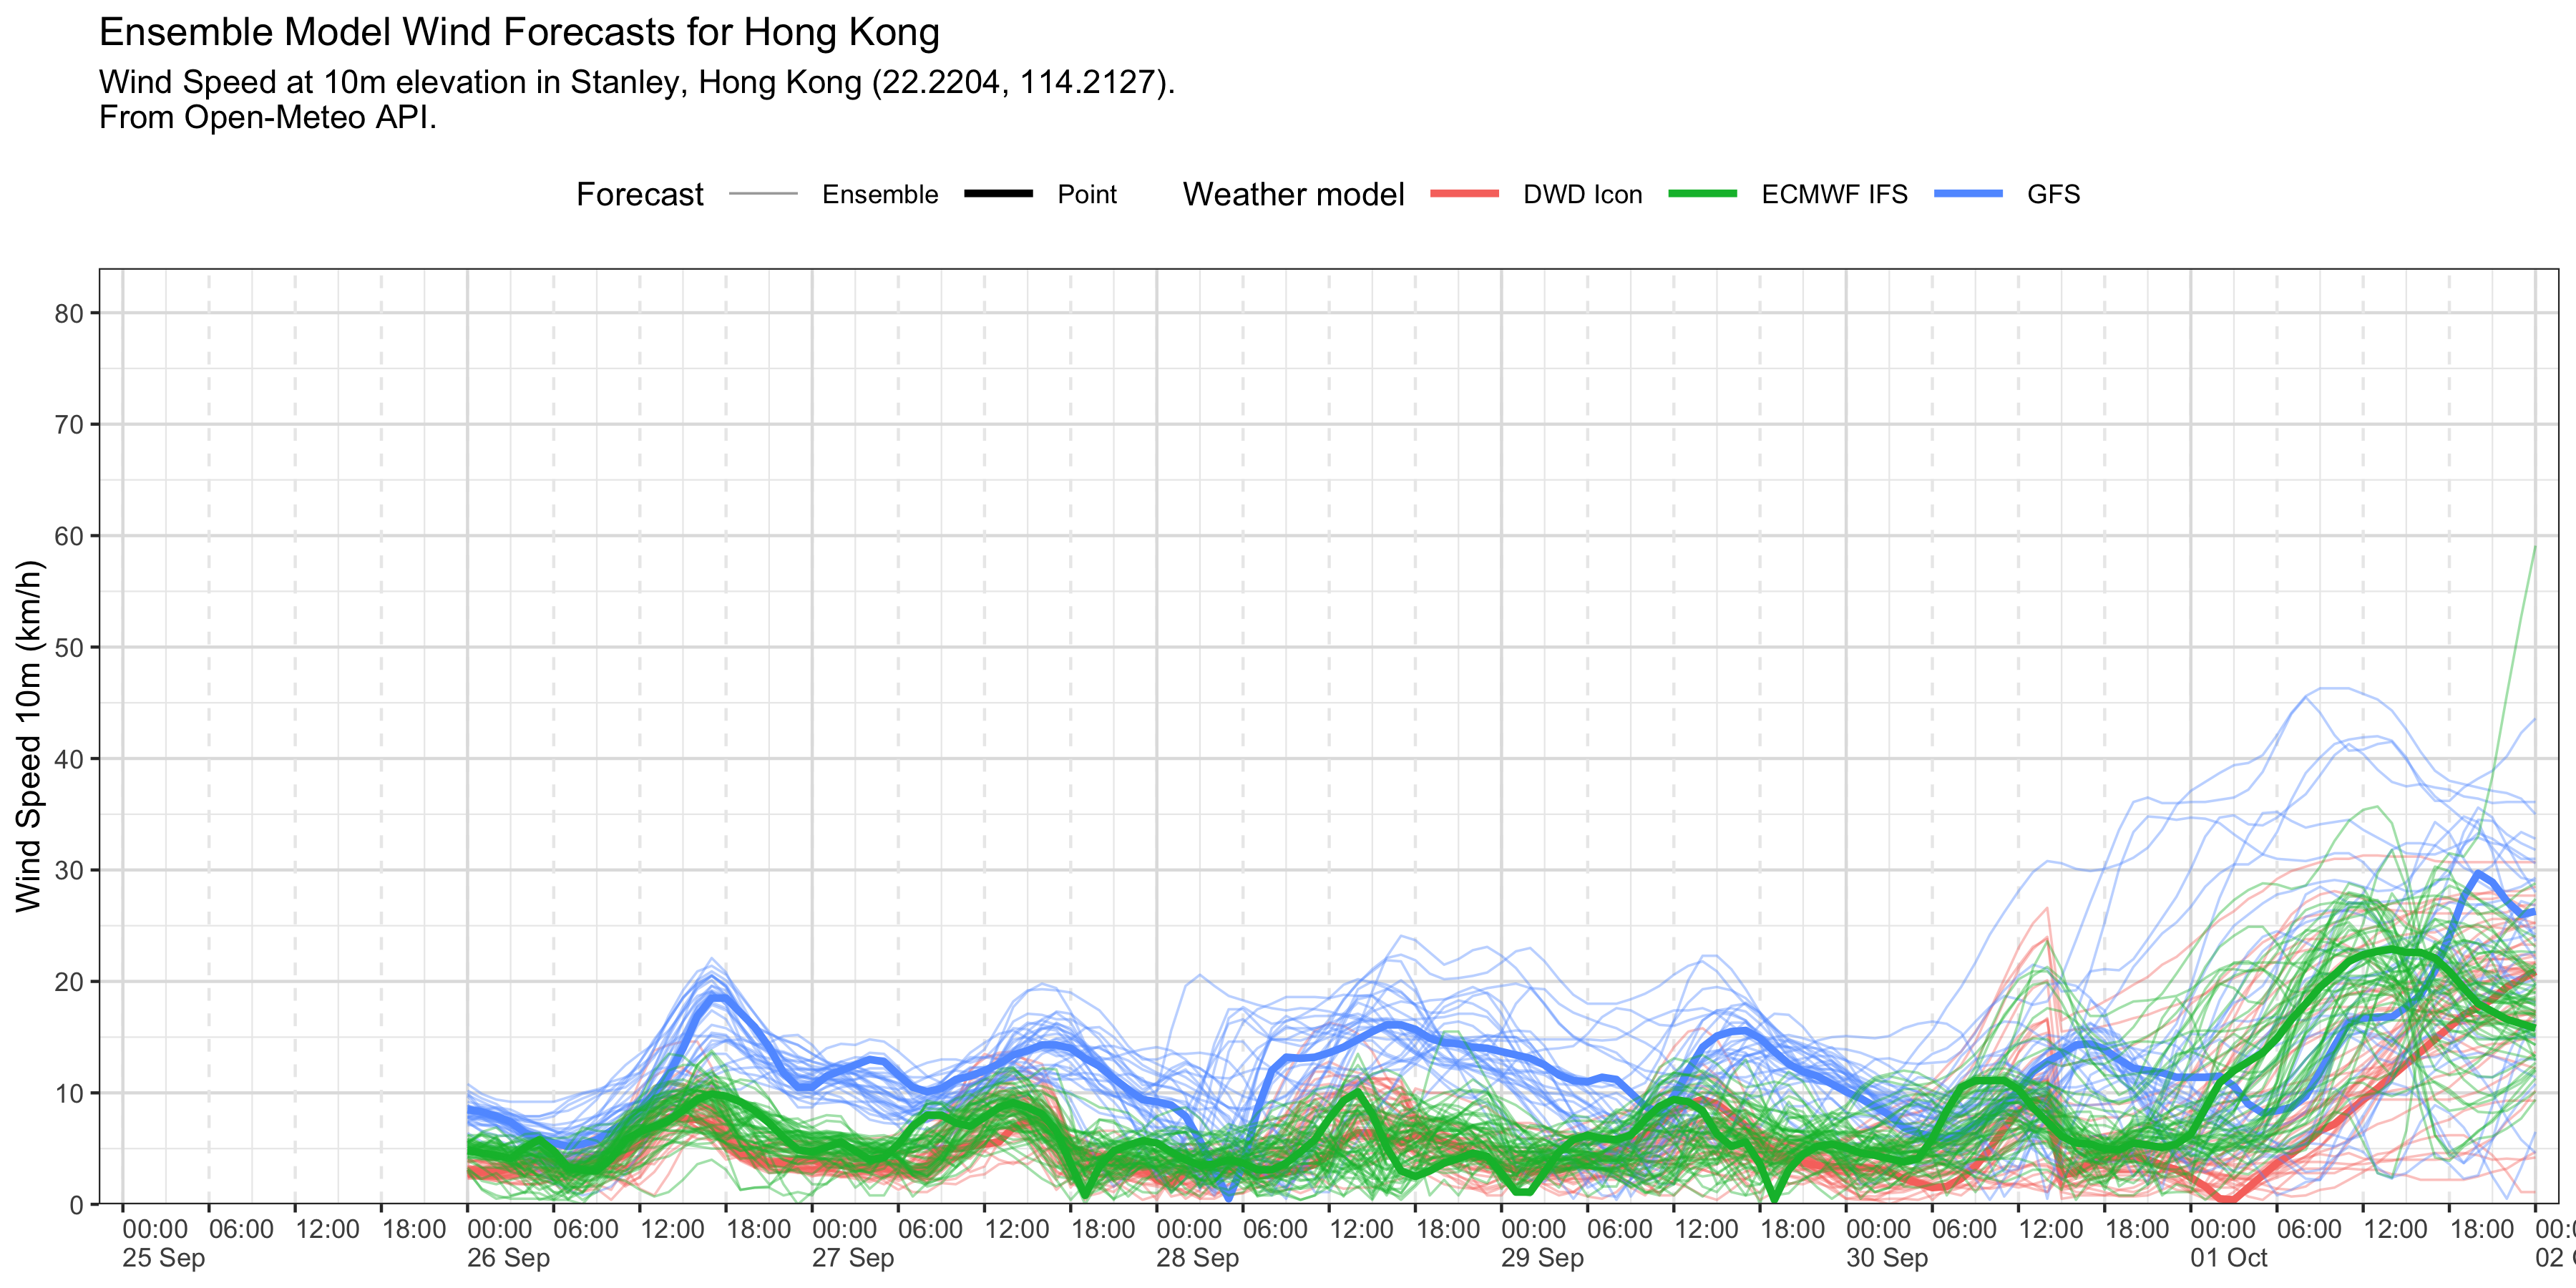 Ensemble Model Wind Forecasts for Hong Kong
Wind Speed at 10m elevation in Stanley, Hong Kong (22.2204, 114.2127).
From Open-Meteo API.
Forecast Ensemble Point Weather model DWD Icon ECMWF IFS GFS
Wind Speed 10m (km/h)
80
70
60
50
40
30
20
10
0
00:00 06:00 12:00 18:00 00:00 06:00 12:00 18:00 00:00 06:00 12:00 18:00 00:00 06:00 12:00 18:00 00:00 06:00 12:00 18:00 00:00 06:00 12:00 18:00 00:00 06:00 12:00 18:00
25 Sep 26 Sep 27 Sep 28 Sep 29 Sep 30 Sep 01 Oct 02